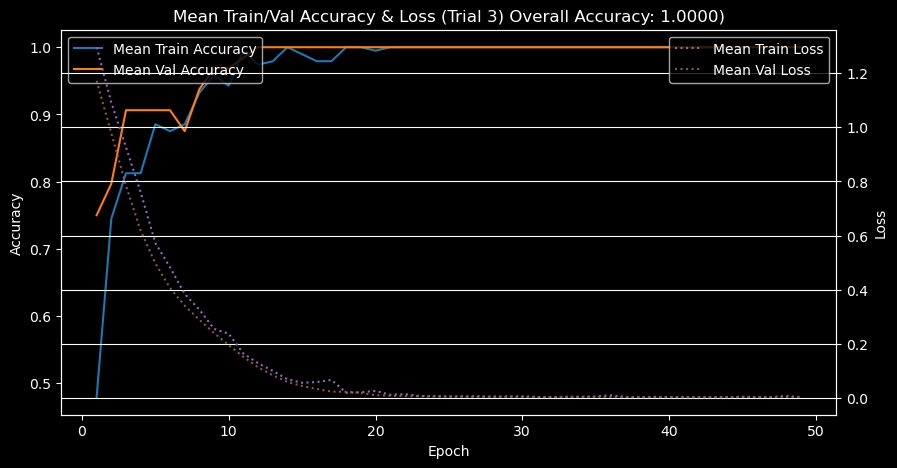 Mean Train/Val Accuracy & Loss (Trial 3) Overall Accuracy: 1.0000)
Mean Train Accuracy
Mean Val Accuracy
Mean Train Loss
Mean Val Loss
1.0
0.9
0.8
0.7
0.6
0.5
Accuracy
1.2
1.0
0.8
0.6
0.4
0.2
0.0
Loss
0
10
20
30
40
50
Epoch